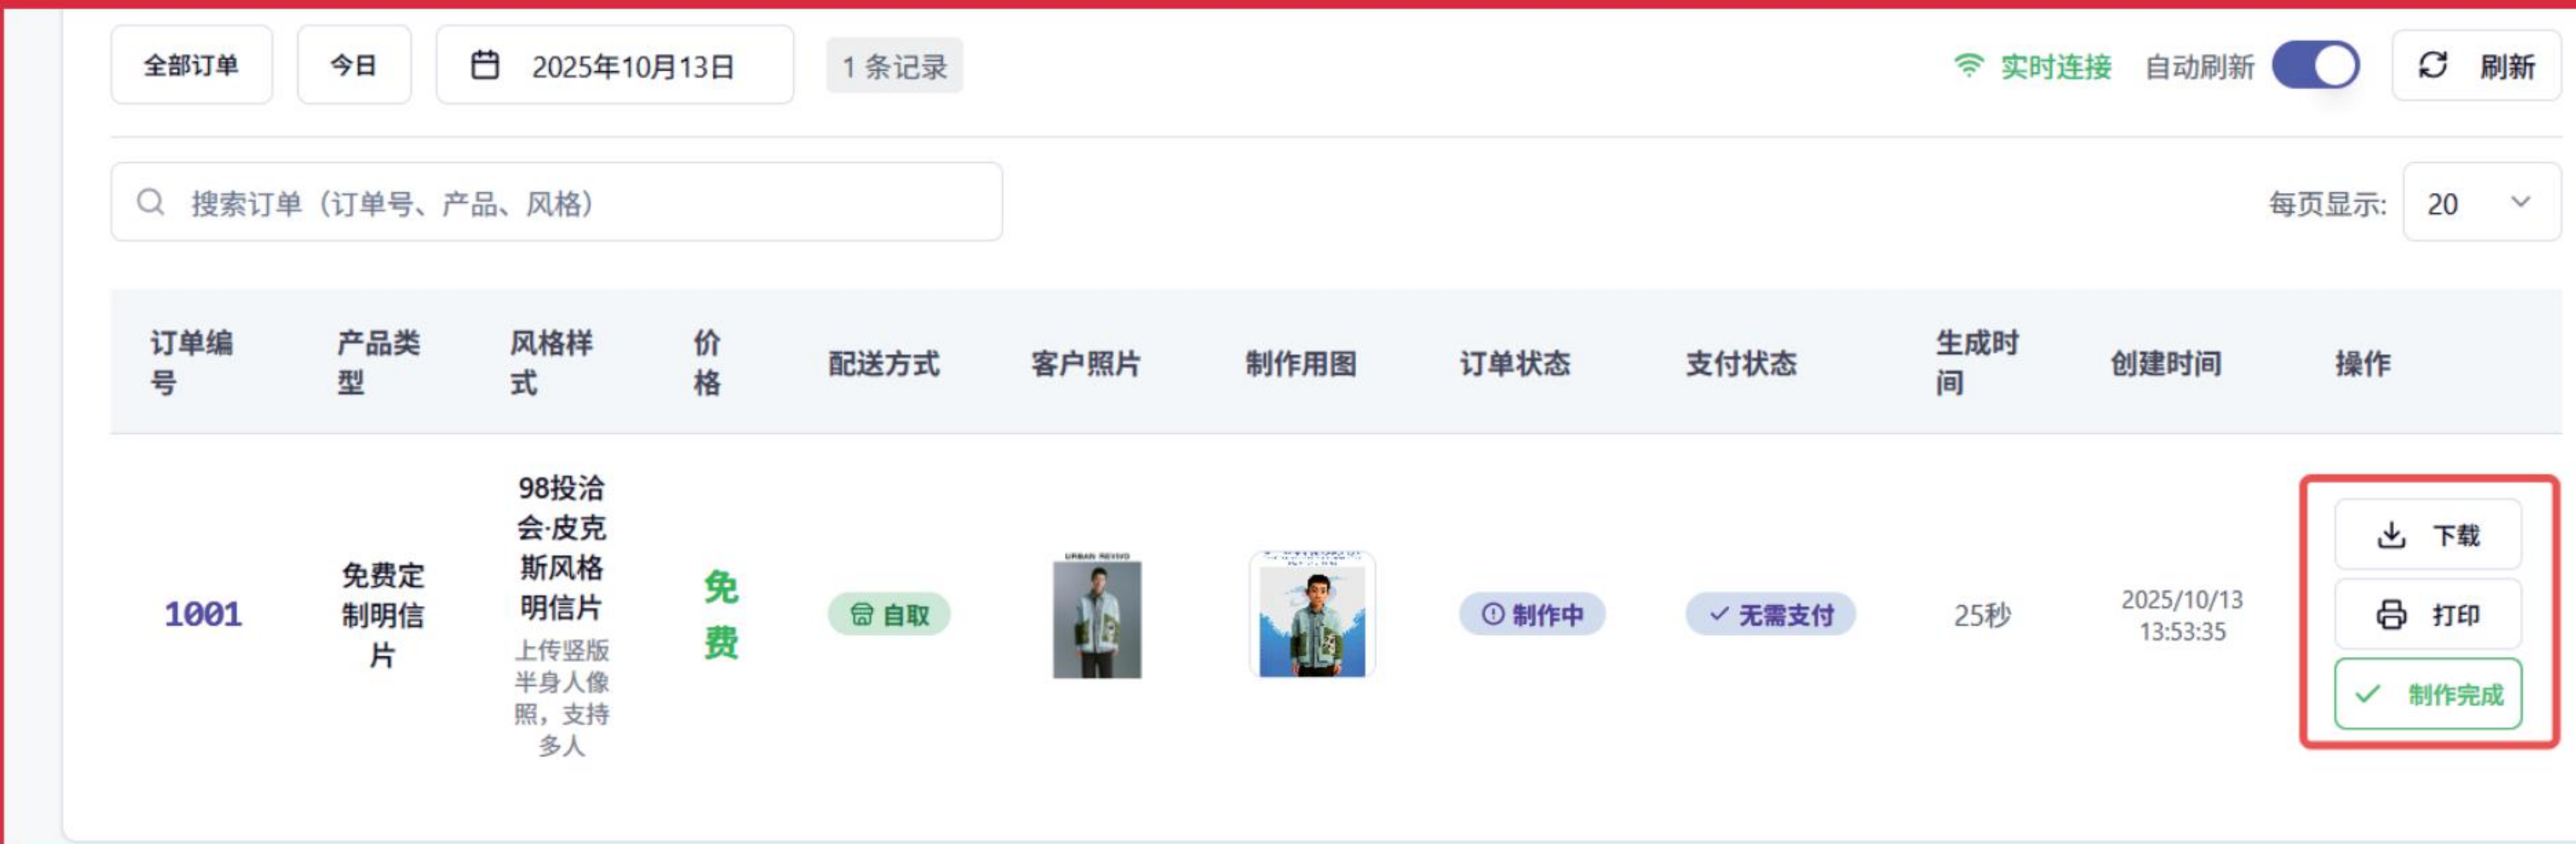 全部订单
今日
2025年10月13日
1 条记录
实时连接
自动刷新
刷新
搜索订单（订单号、产品、风格）
每页显示:
20
订单编
号
产品类
型
风格样
式
价
格
配送方式
客户照片
制作用图
订单状态
支付状态
生成时
间
创建时间
操作
1001
免费定
制明信
片
98投洽
会·皮克
斯风格
明信片
上传竖版
半身人像
照，支持
多人
免
费
自取
URBAN REVIVO
制作中
无需支付
25秒
2025/10/13
13:53:35
下载
打印
制作完成